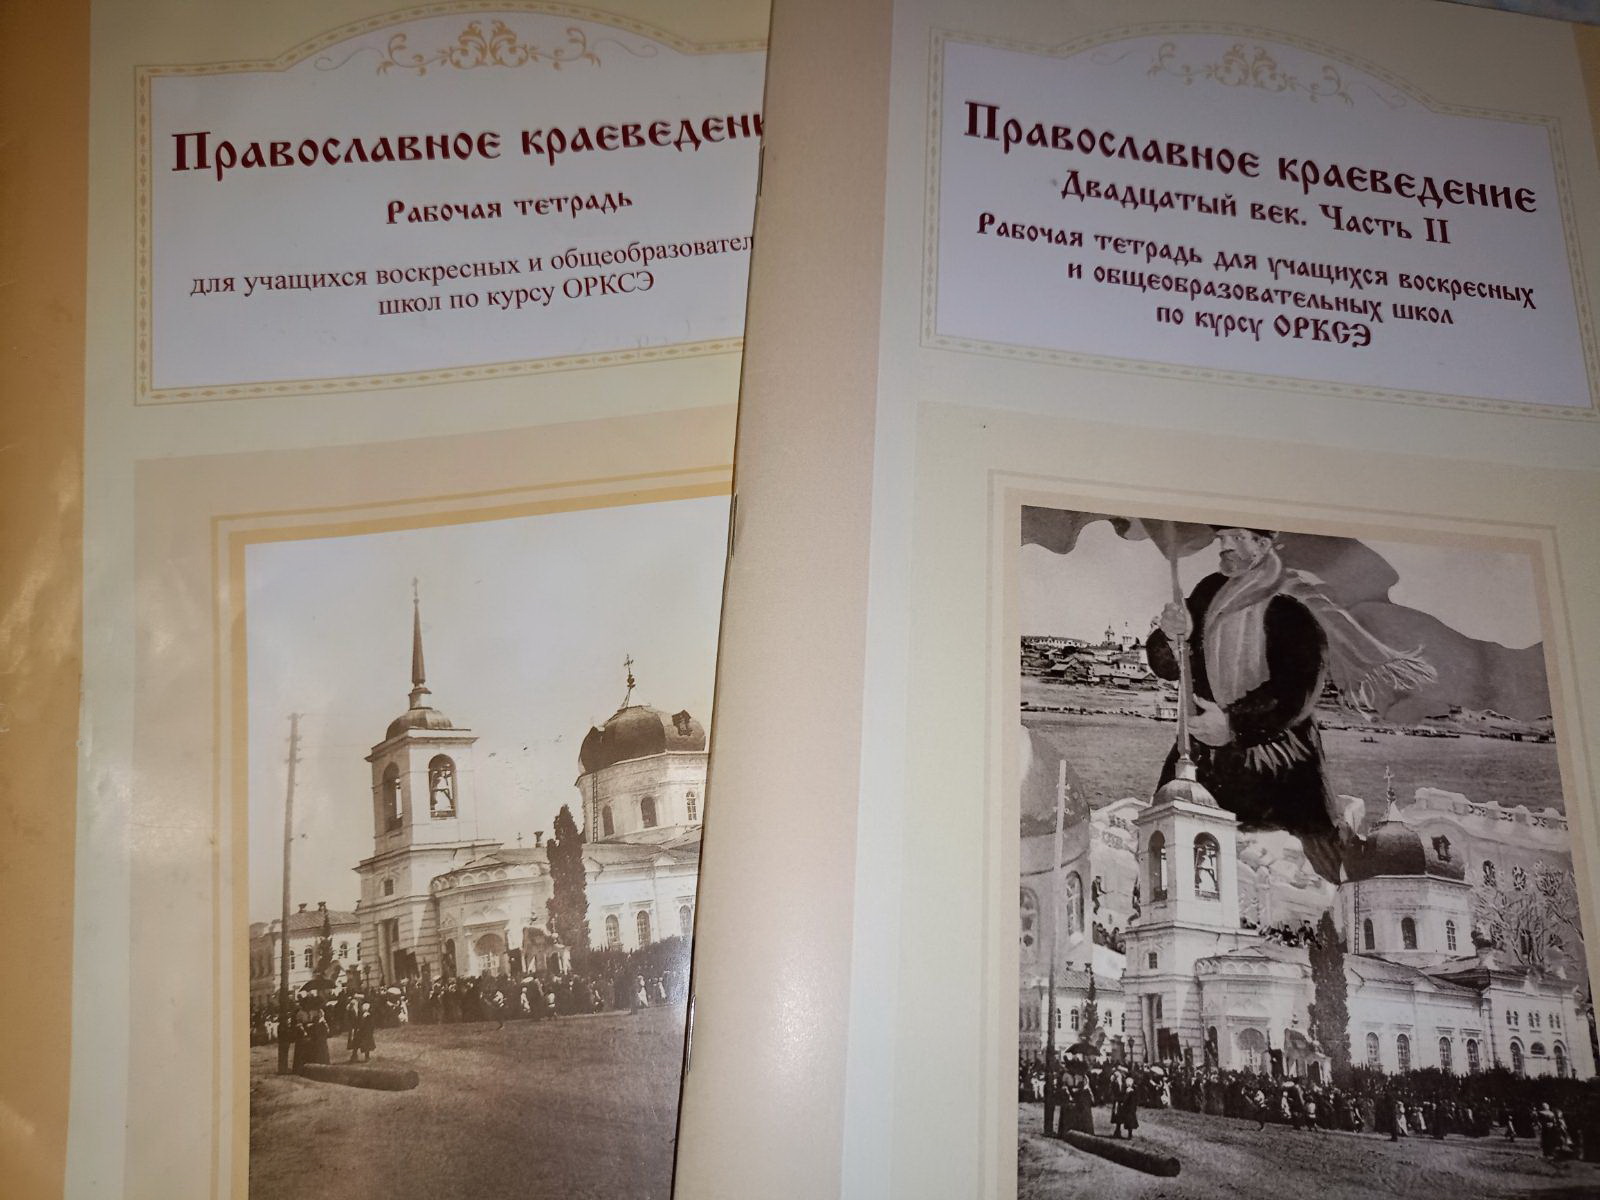 Православное краеведени
Рабочая тетрадь
для учащихся воскресных и общеобразовател
школ по курсу ОРКСЭ
Православное краеведение
Двадцатый век. Часть II
Рабочая тетрадь для учащихся воскресных
и общеобразовательных школ
по курсу ОРКСЭ